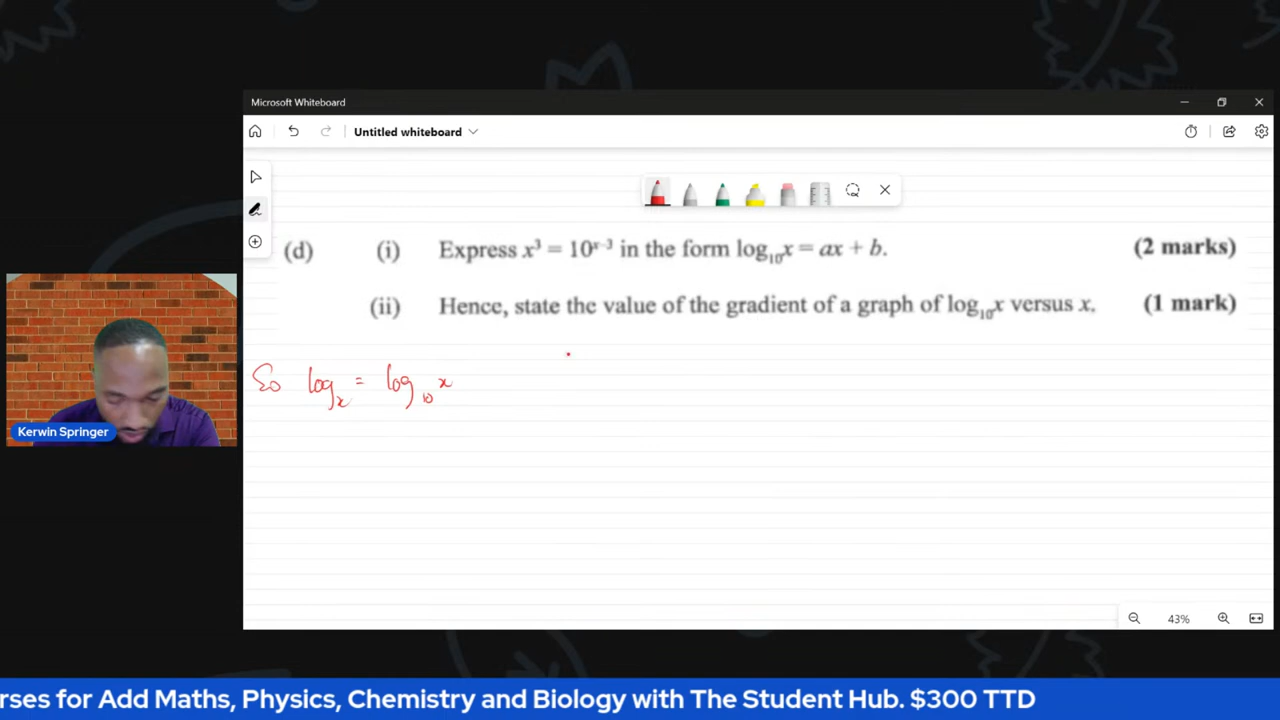 Microsoft Whiteboard
Untitled whiteboard
(d) (i) Express x³ = 10ˣ⁻³ in the form log₁₀x = ax + b. (2 marks)
(ii) Hence, state the value of the gradient of a graph of log₁₀x versus x. (1 mark)
So logₓ = log₁₀ x
Kerwin Springer
43%
rses for Add Maths, Physics, Chemistry and Biology with The Student Hub. $300 TTD